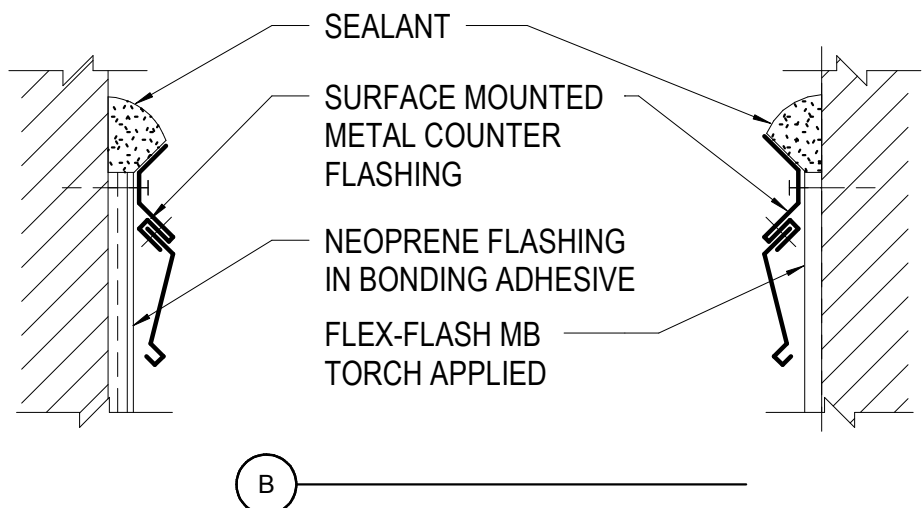 SEALANT
SURFACE MOUNTED
METAL COUNTER
FLASHING
NEOPRENE FLASHING
IN BONDING ADHESIVE
FLEX-FLASH MB
TORCH APPLIED
B